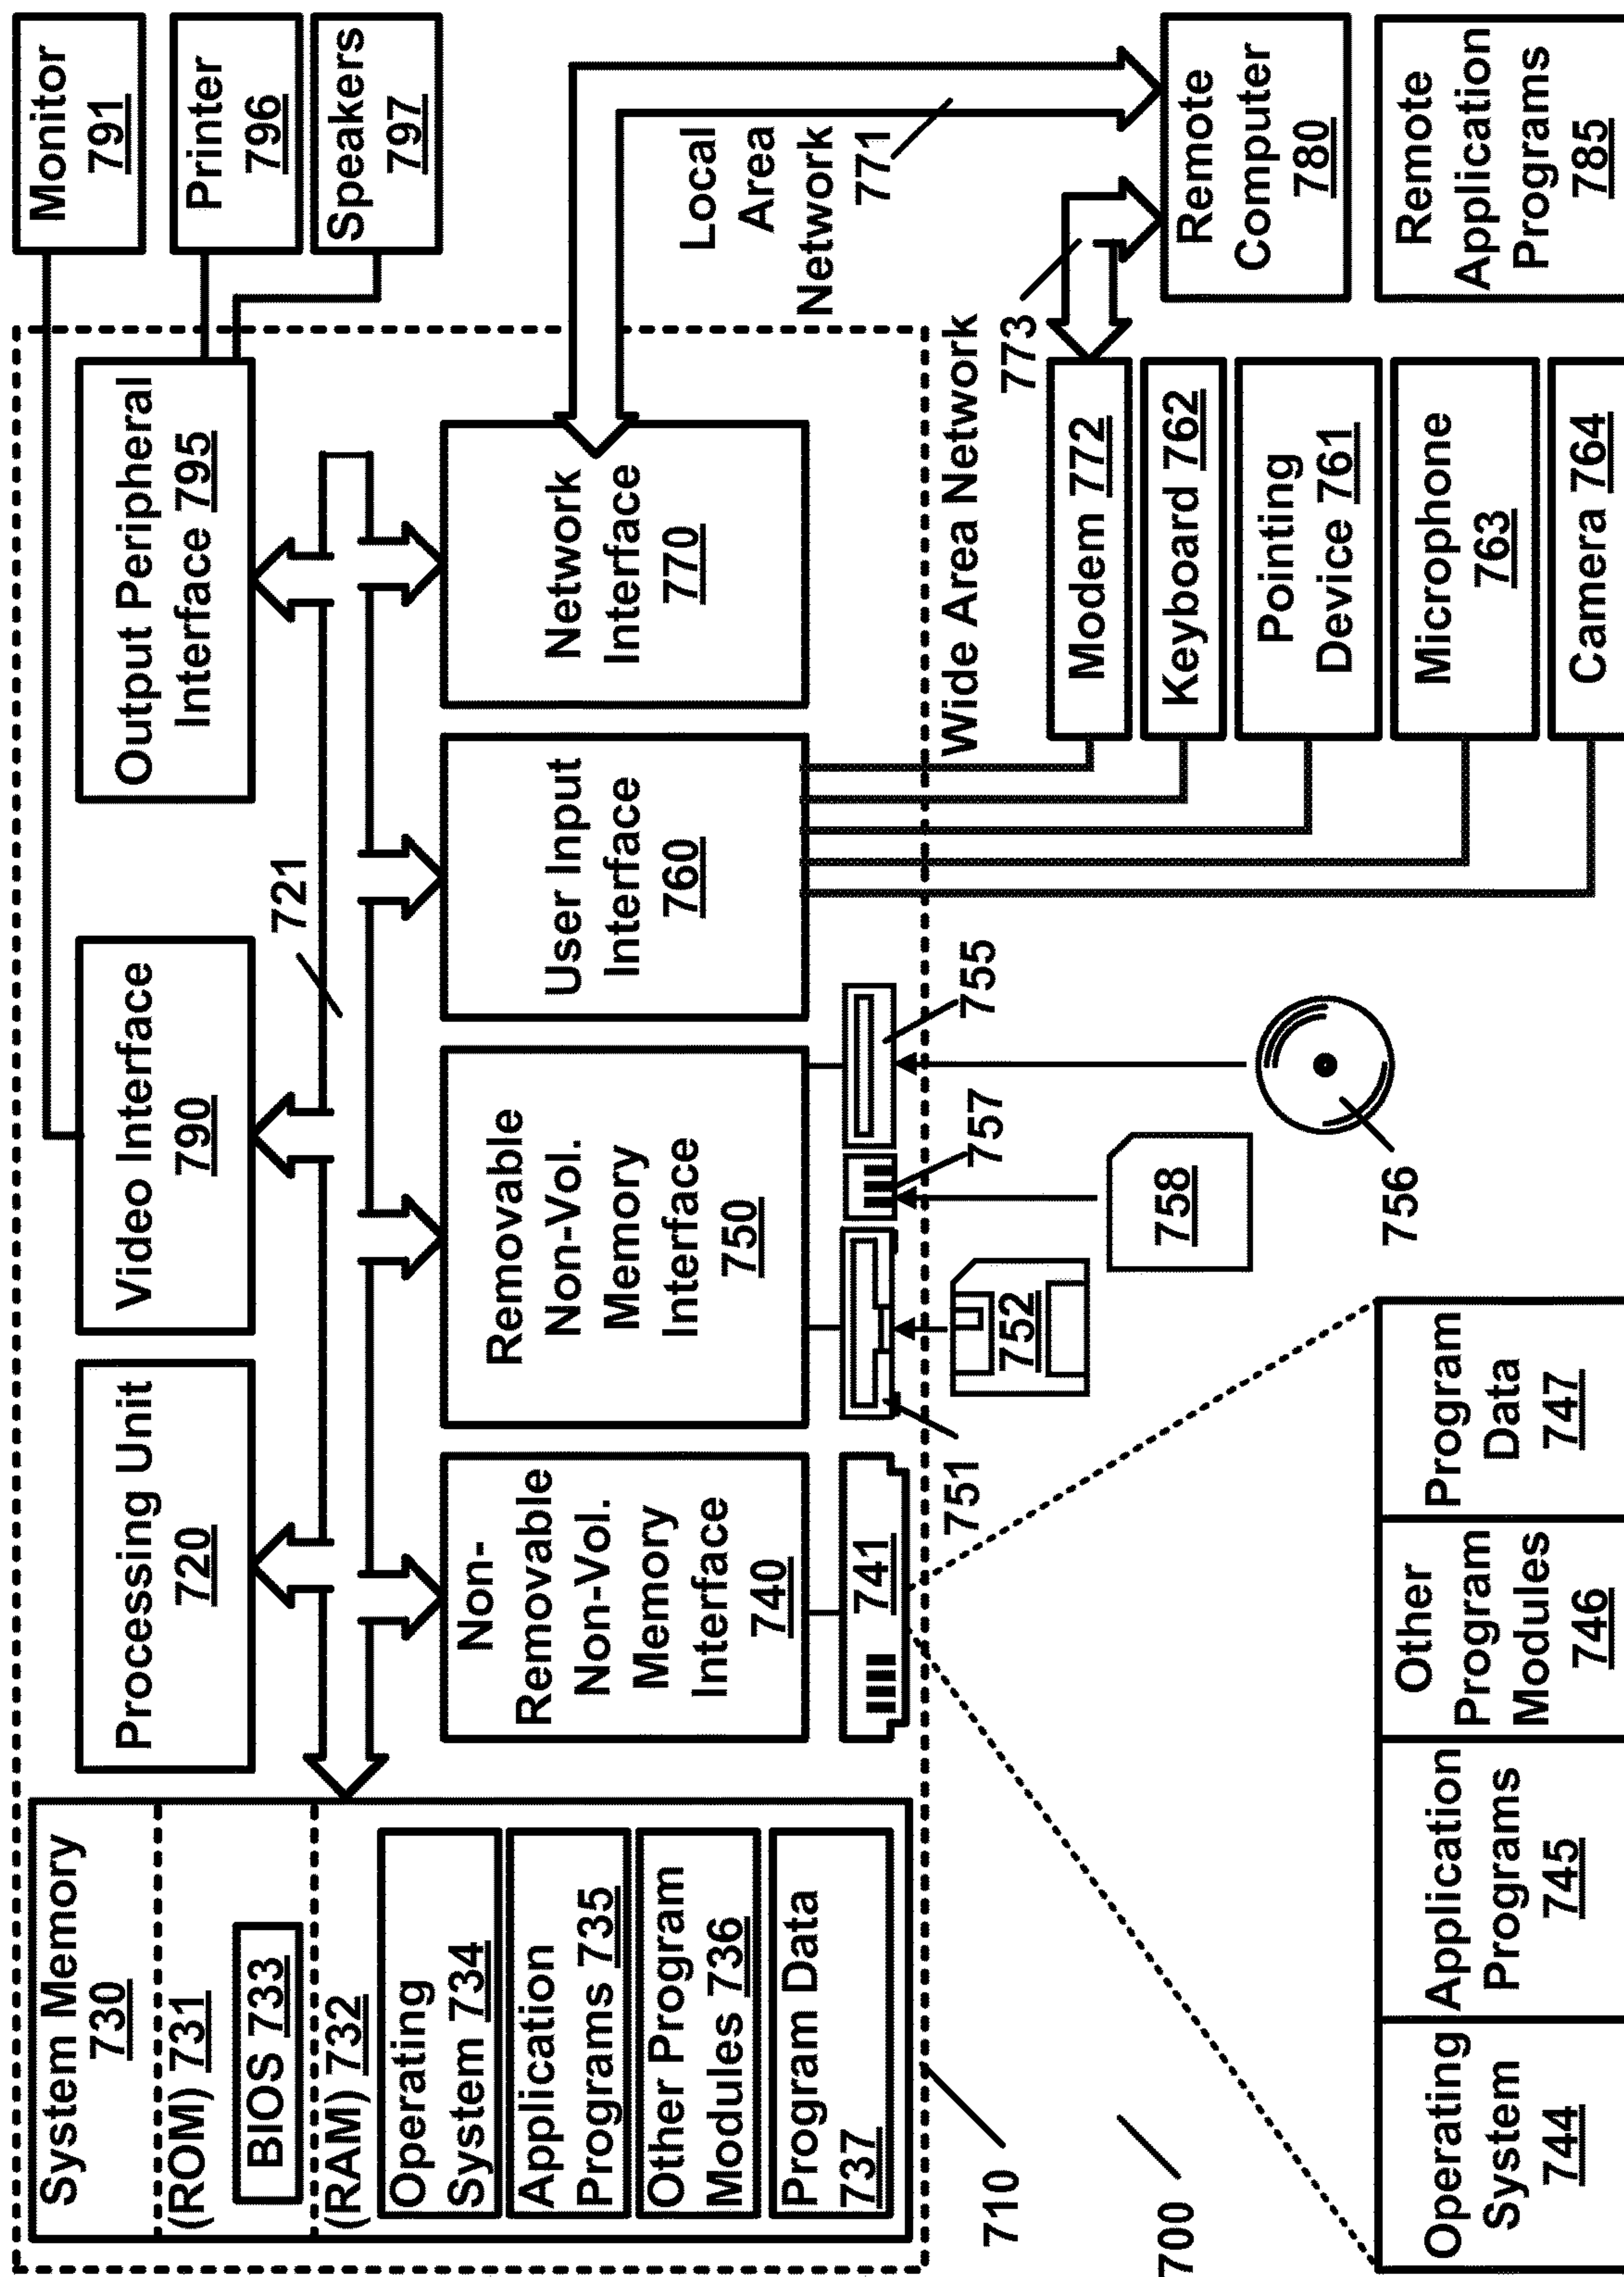 System Memory
730
(ROM) 731
BIOS 733
(RAM) 732
Operating
System 734
Application
Programs 735
Other Program
Modules 736
Program Data
737
Processing Unit
720
Video Interface
790
Output Peripheral
Interface 795
Monitor
791
Printer
796
Speakers
797
721
Non-
Removable
Non-Vol.
Memory
Interface
740
Removable
Non-Vol.
Memory
Interface
750
User Input
Interface
760
Network
Interface
770
Local
Area
Network
771
741
751
752
757
758
755
756
Wide Area Network
773
Modem 772
Keyboard 762
Pointing
Device 761
Microphone
763
Camera 764
Remote
Computer
780
Remote
Application
Programs
785
710
700
Operating
System
744
Application
Programs
745
Other
Program
Modules
746
Program
Data
747